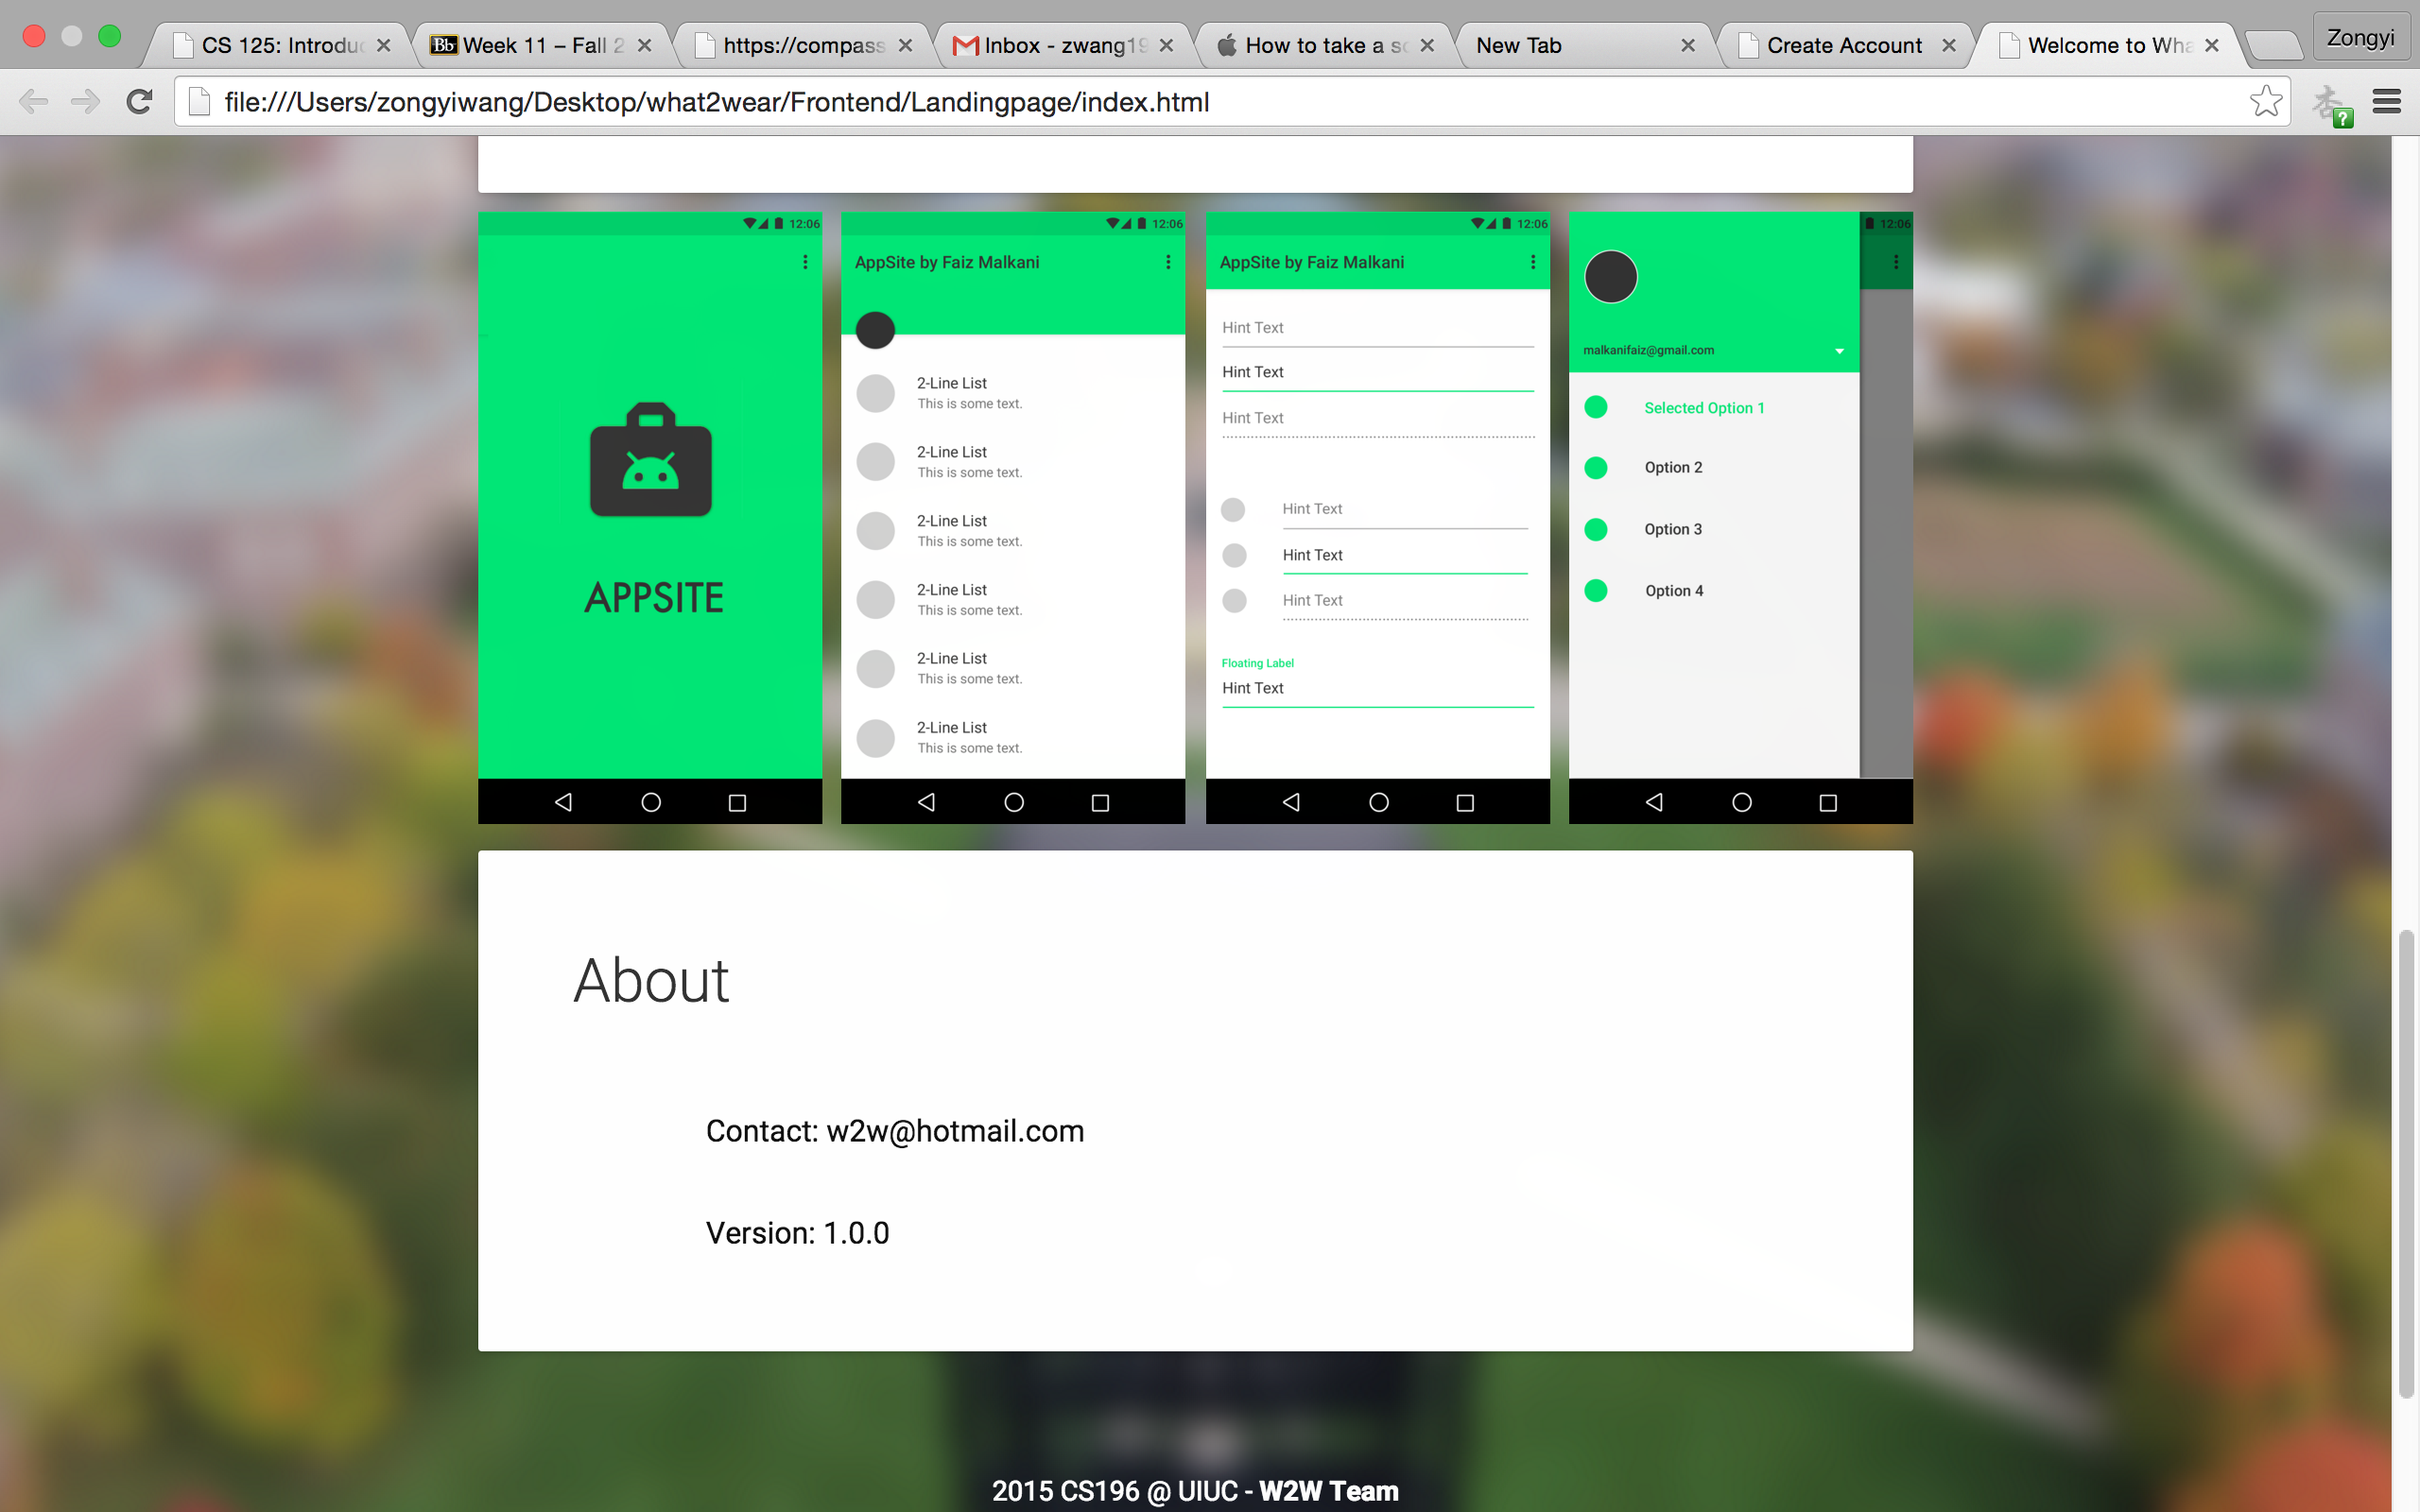 CS 125: Introdu
Bb Week 11 – Fall 2
https://compass
Inbox - zwang19
How to take a sc
New Tab
Create Account
Welcome to Wha
Zongyi
file:///Users/zongyiwang/Desktop/what2wear/Frontend/Landingpage/index.html
12:06
APPSITE
12:06
AppSite by Faiz Malkani
2-Line List
This is some text.
2-Line List
This is some text.
2-Line List
This is some text.
2-Line List
This is some text.
2-Line List
This is some text.
2-Line List
This is some text.
12:06
AppSite by Faiz Malkani
Hint Text
Hint Text
Hint Text
Hint Text
Hint Text
Hint Text
Floating Label
Hint Text
12:06
malkanifaiz@gmail.com
Selected Option 1
Option 2
Option 3
Option 4
About
Contact: w2w@hotmail.com
Version: 1.0.0
2015 CS196 @ UIUC - W2W Team